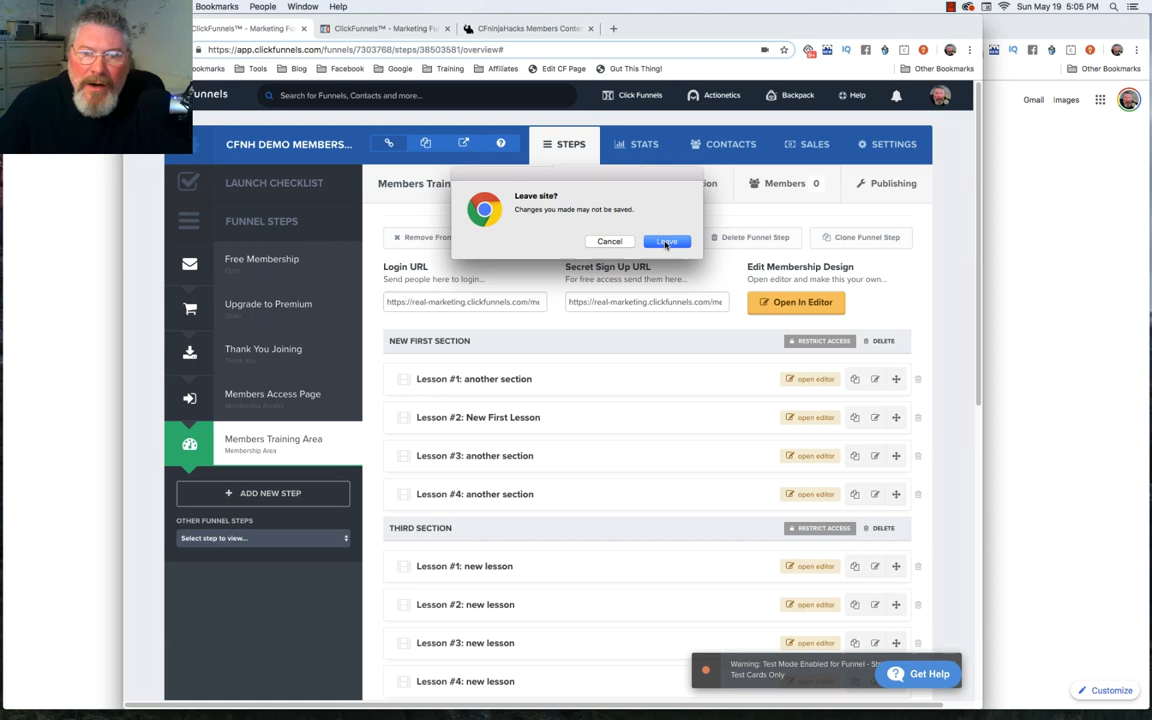 Bookmarks People Window Help
Sun May 19 5:05 PM
ClickFunnels™ - Marketing Fu
ClickFunnels™ - Marketing Fu
CFninjaHacks Members Conte
https://app.clickfunnels.com/funnels/7303768/steps/38503581/overview#
ookmarks Tools Blog Facebook Google Training Affiliates Edit CF Page Gut This Thing!
Other Bookmarks
Other Bookmarks
unnels
Search for Funnels, Contacts and more...
Click Funnels Actionetics Backpack Help
Gmail Images
CFNH DEMO MEMBERS...
STEPS STATS CONTACTS SALES SETTINGS
LAUNCH CHECKLIST
Members Train
tion
Members 0
Publishing
Leave site?
Changes you made may not be saved.
Cancel Leave
FUNNEL STEPS
Remove From
Delete Funnel Step
Clone Funnel Step
Free Membership
Optin
Login URL
Send people here to login...
Secret Sign Up URL
For free access send them here...
Edit Membership Design
Open editor and make this your own...
Upgrade to Premium
Order
https://real-marketing.clickfunnels.com/me
https://real-marketing.clickfunnels.com/me
Open In Editor
Thank You Joining
Thank You
NEW FIRST SECTION
RESTRICT ACCESS DELETE
Lesson #1: another section
open editor
Members Access Page
Membership Access
Lesson #2: New First Lesson
open editor
Members Training Area
Membership Area
Lesson #3: another section
open editor
ADD NEW STEP
Lesson #4: another section
open editor
OTHER FUNNEL STEPS
Select step to view...
THIRD SECTION
RESTRICT ACCESS DELETE
Lesson #1: new lesson
open editor
Lesson #2: new lesson
open editor
Lesson #3: new lesson
open editor
Lesson #4: new lesson
Warning: Test Mode Enabled for Funnel - St
Test Cards Only
Get Help
Customize